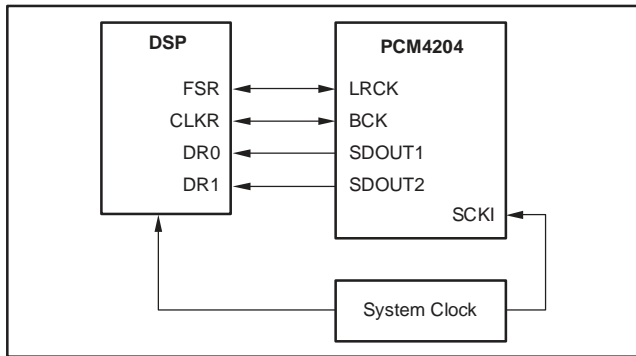 DSP
FSR
CLKR
DR0
DR1
PCM4204
LRCK
BCK
SDOUT1
SDOUT2
SCKI
System Clock